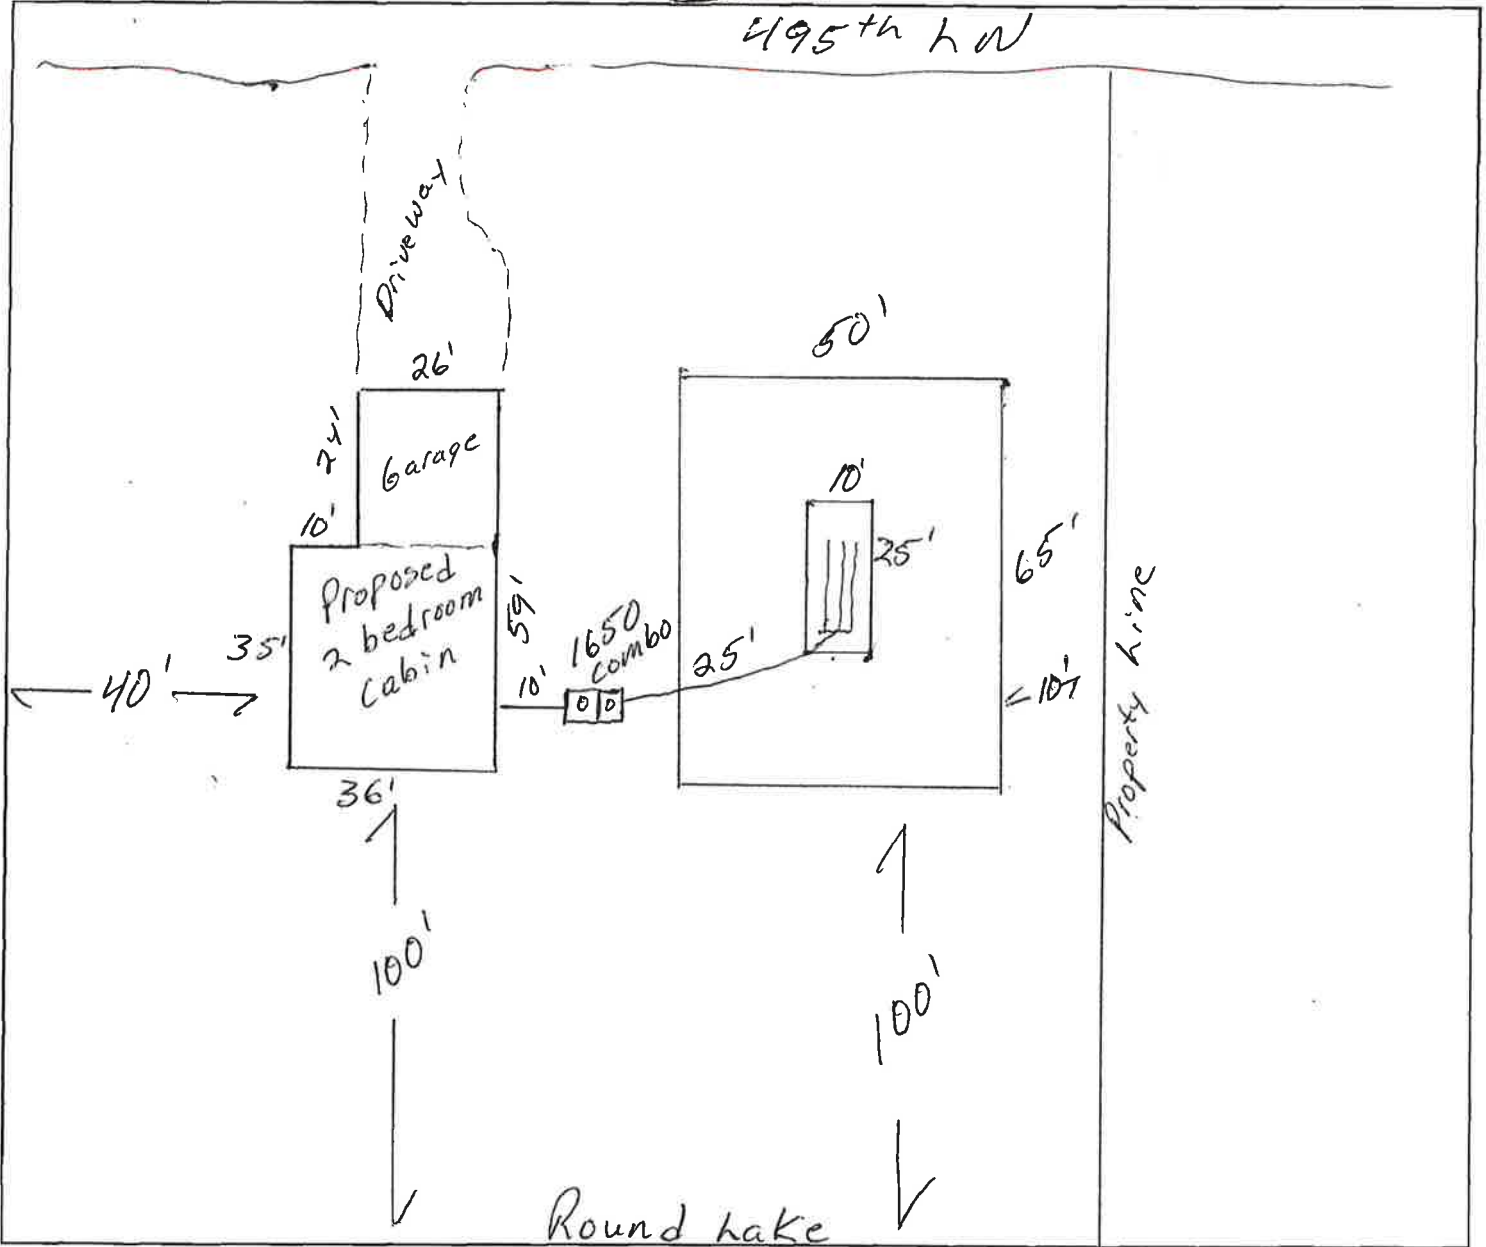 495th LN
Driveway
26'
24'
Garage
10'
Proposed
2 bedroom
Cabin
35'
59'
36'
40'
10'
1650
combo
25'
50'
10'
25'
65'
10'
Property Line
100'
100'
Round Lake